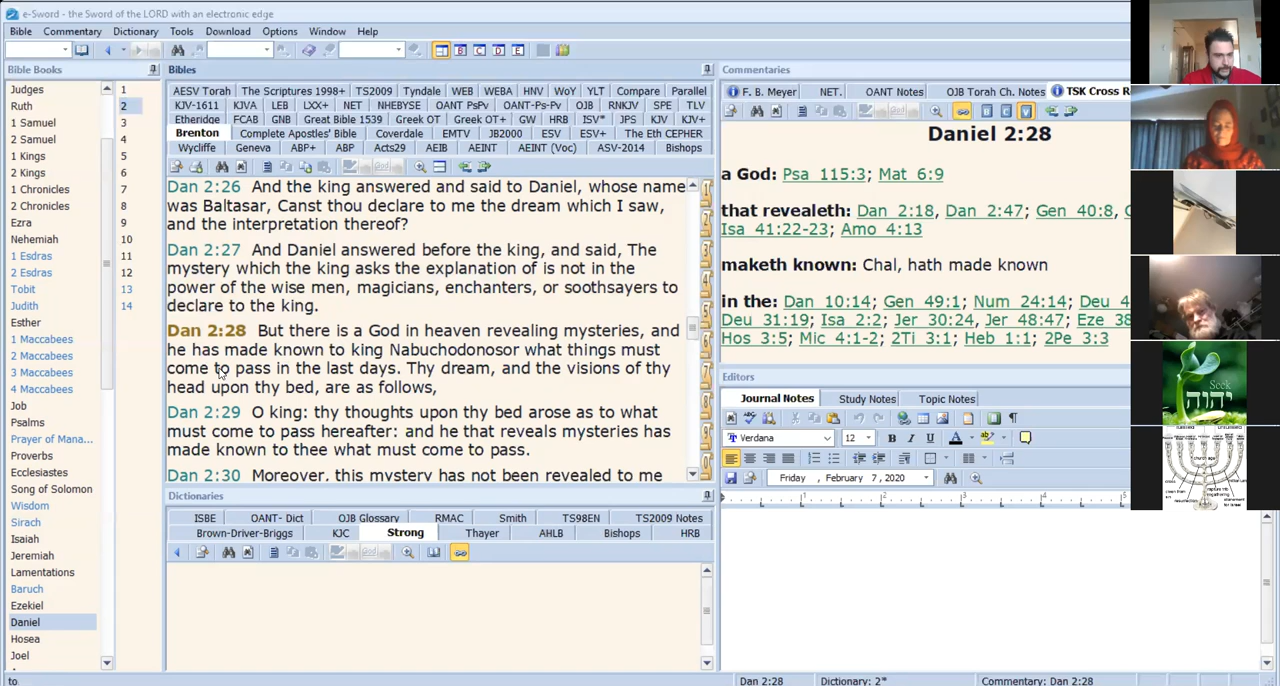 e-Sword - the Sword of the LORD with an electronic edge
Bible Commentary Dictionary Tools Download Options Window Help
Bible Books
Judges
Ruth
1 Samuel
2 Samuel
1 Kings
2 Kings
1 Chronicles
2 Chronicles
Ezra
Nehemiah
1 Esdras
2 Esdras
Tobit
Judith
Esther
1 Maccabees
2 Maccabees
3 Maccabees
4 Maccabees
Job
Psalms
Prayer of Mana...
Proverbs
Ecclesiastes
Song of Solomon
Wisdom
Sirach
Isaiah
Jeremiah
Lamentations
Baruch
Ezekiel
Daniel
Hosea
Joel
1
2
3
4
5
6
7
8
9
10
11
12
13
14
Bibles
AESV Torah The Scriptures 1998+ TS2009 Tyndale WEB WEBA HNV WoY YLT Compare Parallel
KJV-1611 KJVA LEB LXX+ NET NHEBYSE OANT PsPv OANT-Ps-Pv OJB RNKJV SPE TLV
Etheridge FCAB GNB Great Bible 1539 Greek OT Greek OT+ GW HRB ISV* JPS KJV KJV+
Brenton Complete Apostles' Bible Coverdale EMTV JB2000 ESV ESV+ The Eth CEPHER
Wycliffe Geneva ABP+ ABP Acts29 AEIB AEINT AEINT (Voc) ASV-2014 Bishops
Dan 2:26 And the king answered and said to Daniel, whose name
was Baltasar, Canst thou declare to me the dream which I saw,
and the interpretation thereof?
Dan 2:27 And Daniel answered before the king, and said, The
mystery which the king asks the explanation of is not in the
power of the wise men, magicians, enchanters, or soothsayers to
declare to the king.
Dan 2:28 But there is a God in heaven revealing mysteries, and
he has made known to king Nabuchodonosor what things must
come to pass in the last days. Thy dream, and the visions of thy
head upon thy bed, are as follows,
Dan 2:29 O king: thy thoughts upon thy bed arose as to what
must come to pass hereafter: and he that reveals mysteries has
made known to thee what must come to pass.
Dan 2:30 Moreover, this mystery has not been revealed to me
Dictionaries
ISBE OANT- Dict OJB Glossary RMAC Smith TS98EN TS2009 Notes
Brown-Driver-Briggs KJC Strong Thayer AHLB Bishops HRB
Commentaries
F. B. Meyer NET. OANT Notes OJB Torah Ch. Notes TSK Cross R
Daniel 2:28
a God: Psa 115:3; Mat 6:9
that revealeth: Dan 2:18, Dan 2:47; Gen 40:8,
Isa 41:22-23; Amo 4:13
maketh known: Chal, hath made known
in the: Dan 10:14; Gen 49:1; Num 24:14; Deu 4
Deu 31:19; Isa 2:2; Jer 30:24, Jer 48:47; Eze 38
Hos 3:5; Mic 4:1-2; 2Ti 3:1; Heb 1:1; 2Pe 3:3
Editors
Journal Notes Study Notes Topic Notes
Verdana 12 B I U A
Friday , February 7, 2020
1 2 3 4 5
Seek
יהוה
Dan 2:28 Dictionary: 2* Commentary: Dan 2:28